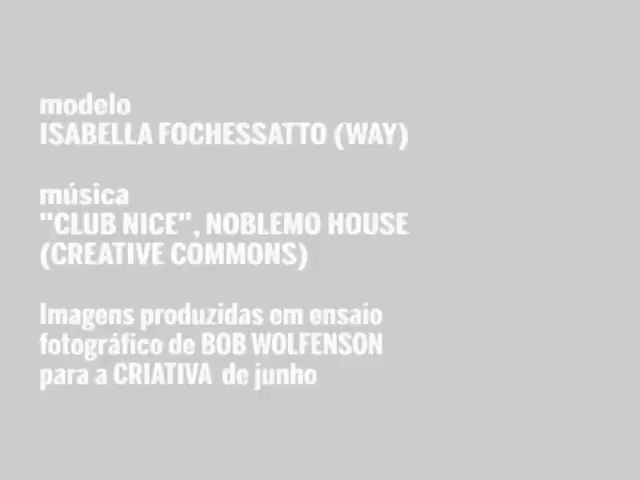 modelo
ISABELLA FOCHESSATTO (WAY)
música
"CLUB NICE", NOBLEMO HOUSE
(CREATIVE COMMONS)
Imagens produzidas em ensaio
fotográfico de BOB WOLFENSON
para a CRIATIVA de junho